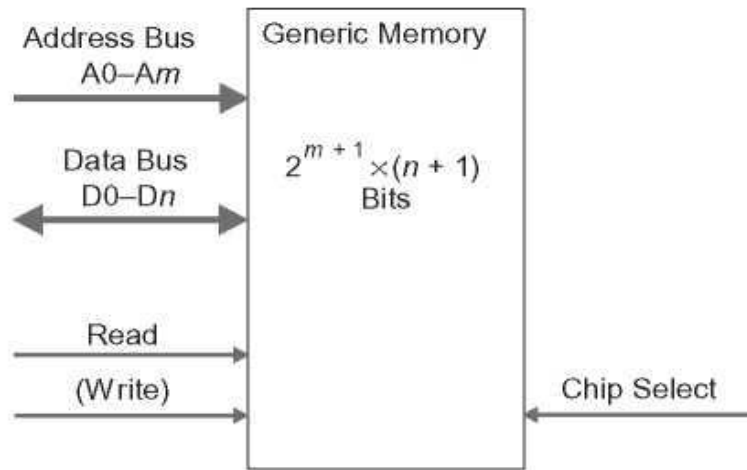 Address Bus
A0–Am
Generic Memory
Data Bus
D0–Dn
2^{m + 1} ×(n + 1)
Bits
Read
(Write)
Chip Select